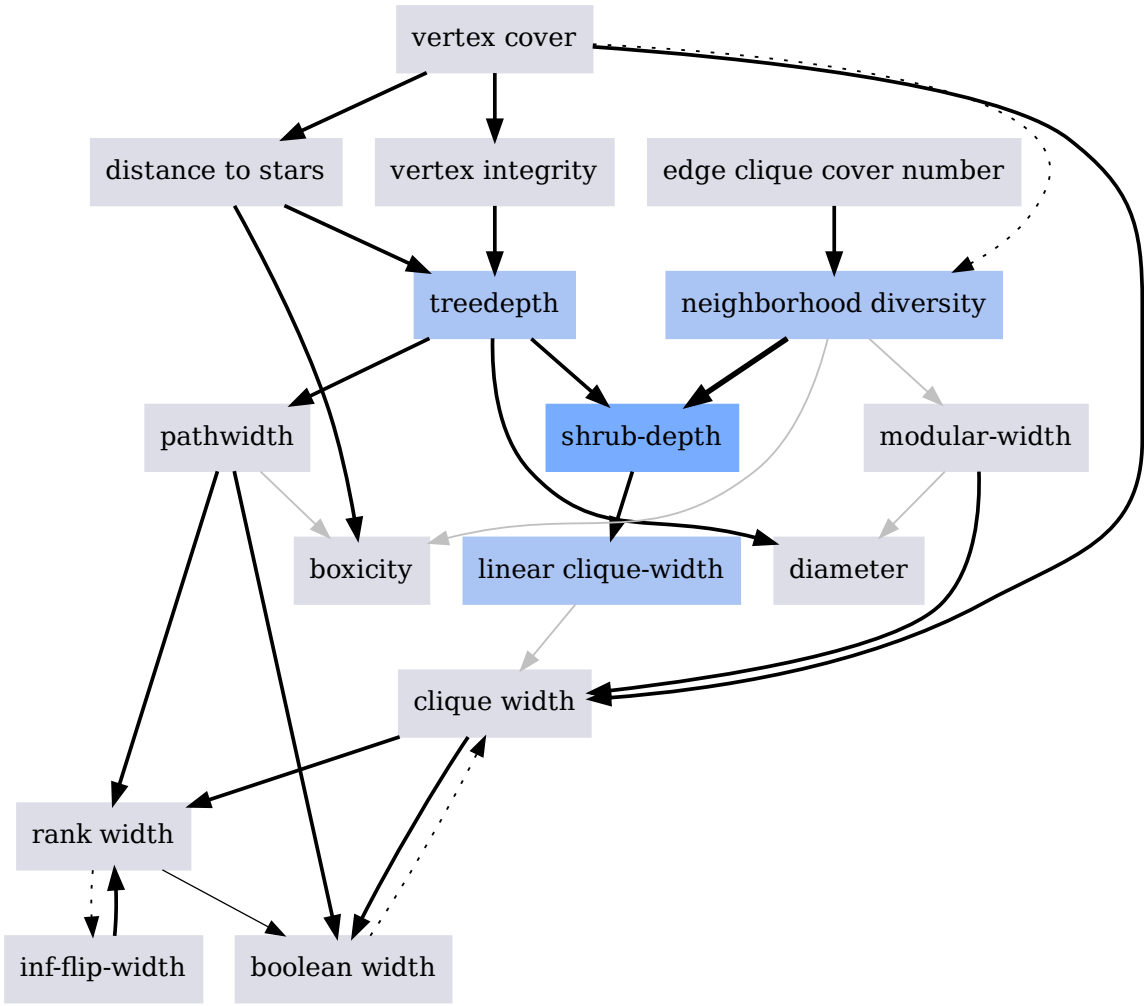 vertex cover
distance to stars
vertex integrity
edge clique cover number
treedepth
neighborhood diversity
pathwidth
shrub-depth
modular-width
boxicity
linear clique-width
diameter
clique width
rank width
inf-flip-width
boolean width